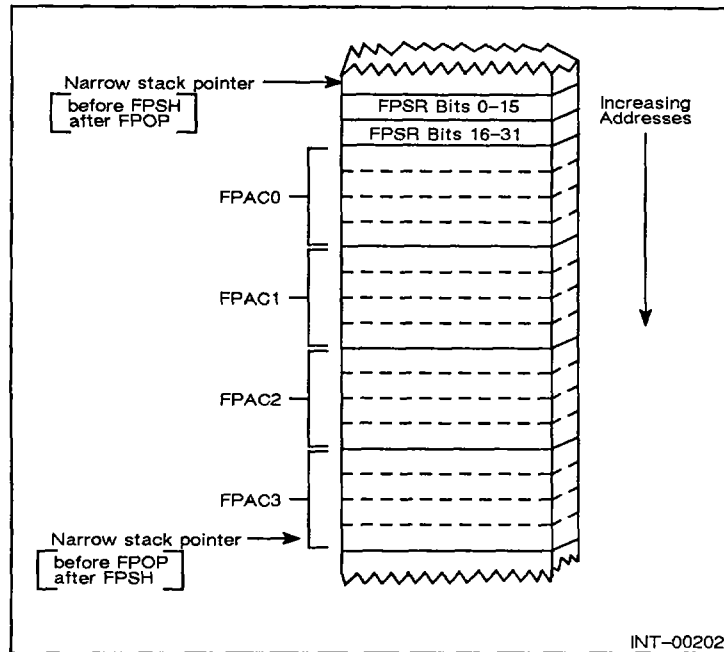 Narrow stack pointer
before FPSH
after FPOP
FPSR Bits 0-15
FPSR Bits 16-31
Increasing
Addresses
FPAC0
FPAC1
FPAC2
FPAC3
Narrow stack pointer
before FPOP
after FPSH
INT-00202